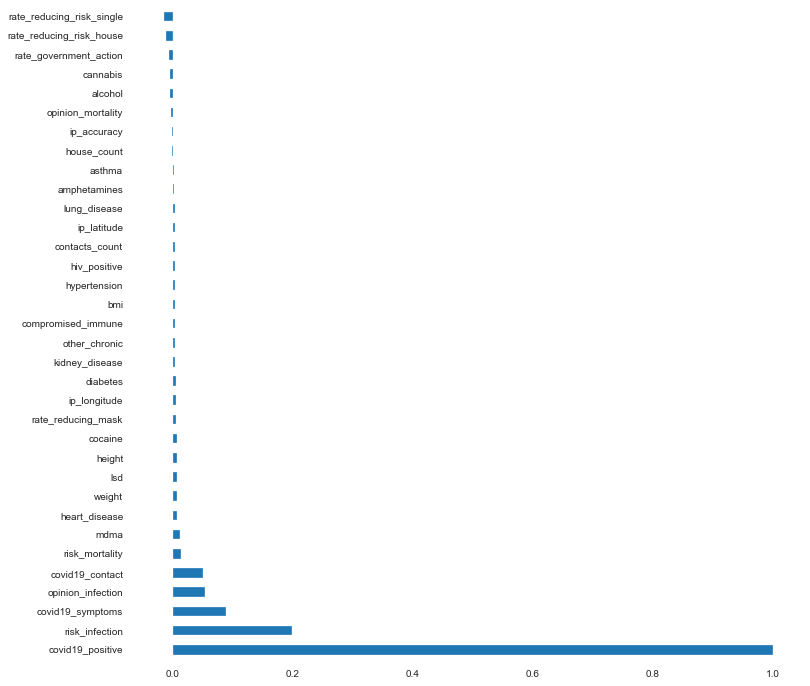 rate_reducing_risk_single
rate_reducing_risk_house
rate_government_action
cannabis
alcohol
opinion_mortality
ip_accuracy
house_count
asthma
amphetamines
lung_disease
ip_latitude
contacts_count
hiv_positive
hypertension
bmi
compromised_immune
other_chronic
kidney_disease
diabetes
ip_longitude
rate_reducing_mask
cocaine
height
lsd
weight
heart_disease
mdma
risk_mortality
covid19_contact
opinion_infection
covid19_symptoms
risk_infection
covid19_positive
0.0 0.2 0.4 0.6 0.8 1.0